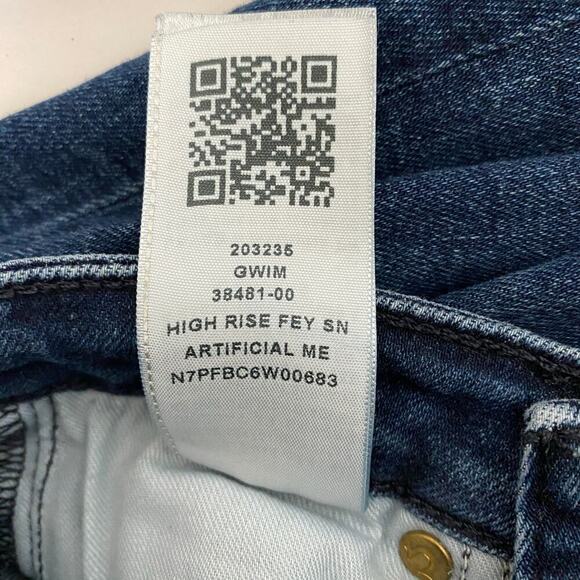 203235
GWIM
38481-00
HIGH RISE FEY SN
ARTIFICIAL ME
N7PFBC6W00683